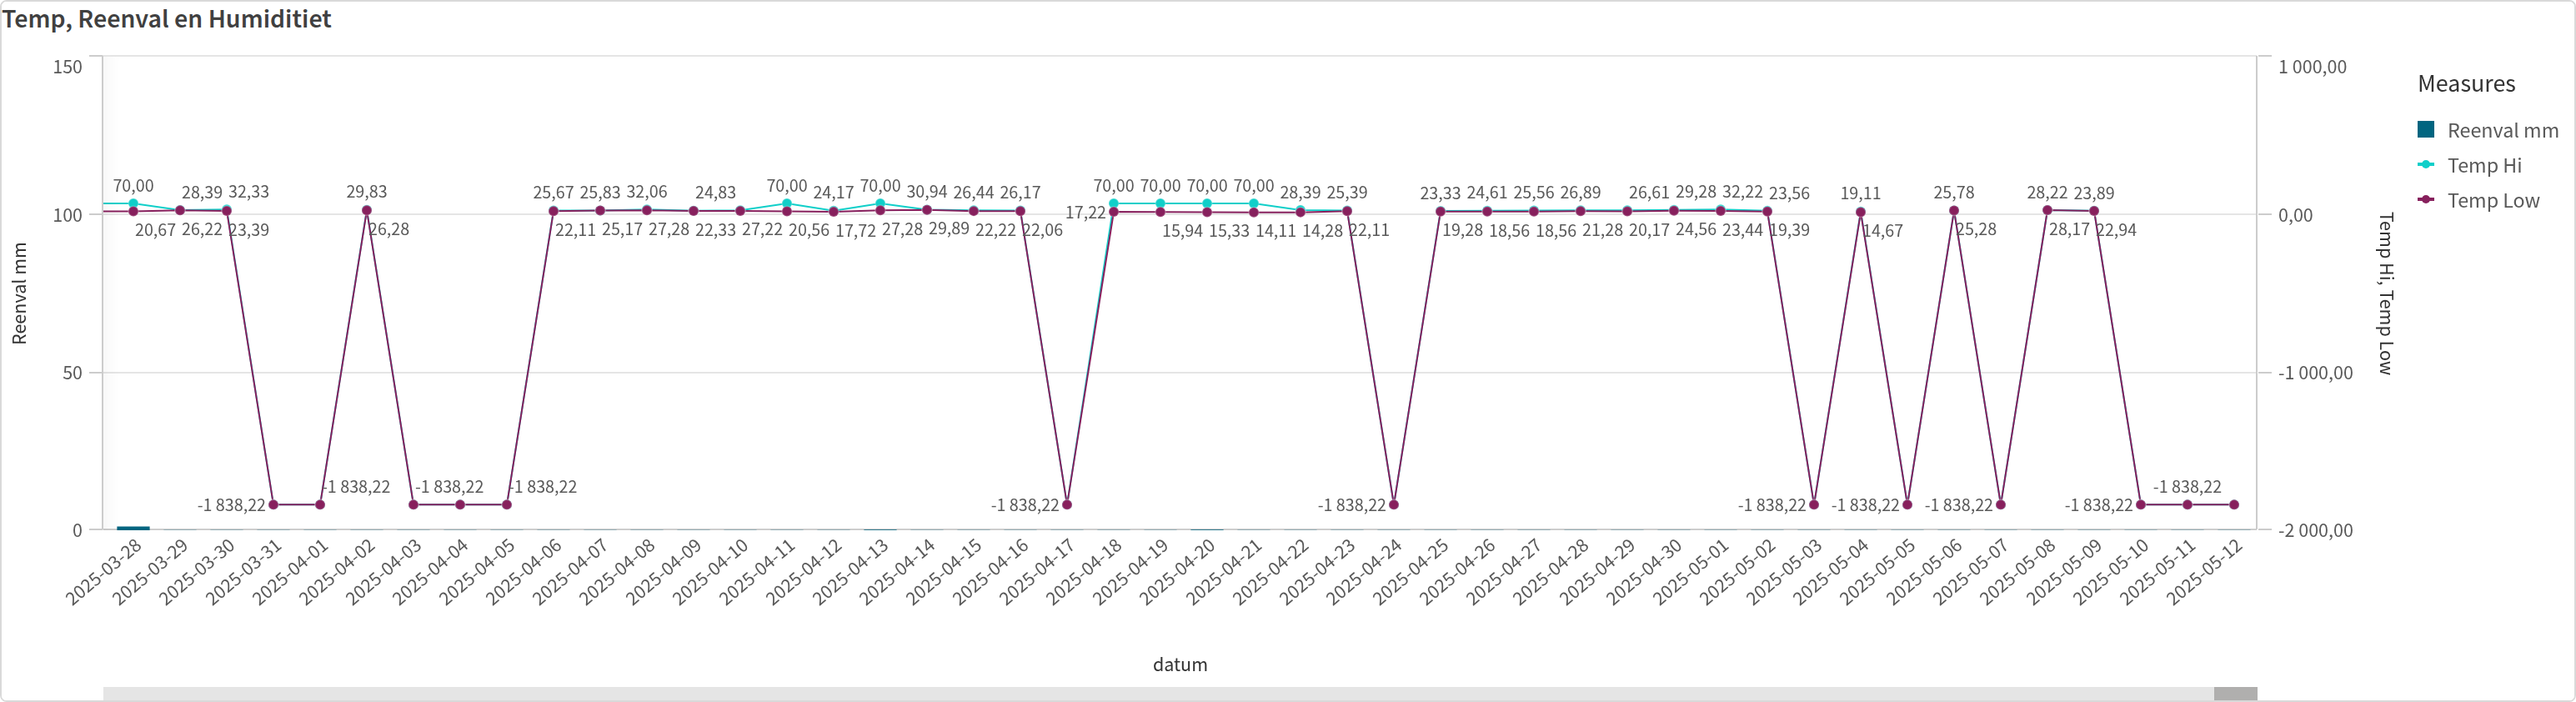 Temp, Reenval en Humiditiet
150
100
50
0
Reenval mm
1 000,00
0,00
-1 000,00
-2 000,00
Temp Hi, Temp Low
Measures
Reenval mm
Temp Hi
Temp Low
70,00 28,39 32,33 29,83 25,67 25,83 32,06 24,83 70,00 24,17 70,00 30,94 26,44 26,17 70,00 70,00 70,00 70,00 28,39 25,39 23,33 24,61 25,56 26,89 26,61 29,28 32,22 23,56 19,11 25,78 28,22 23,89
17,22
20,67 26,22 23,39 26,28 22,11 25,17 27,28 22,33 27,22 20,56 17,72 27,28 29,89 22,22 22,06 15,94 15,33 14,11 14,28 22,11 19,28 18,56 18,56 21,28 20,17 24,56 23,44 19,39 14,67 25,28 28,17 22,94
-1 838,22 -1 838,22 -1 838,22 -1 838,22
-1 838,22 -1 838,22 -1 838,22 -1 838,22 -1 838,22 -1 838,22 -1 838,22
2025-03-28 2025-03-29 2025-03-30 2025-03-31 2025-04-01 2025-04-02 2025-04-03 2025-04-04 2025-04-05 2025-04-06 2025-04-07 2025-04-08 2025-04-09 2025-04-10 2025-04-11 2025-04-12 2025-04-13 2025-04-14 2025-04-15 2025-04-16 2025-04-17 2025-04-18 2025-04-19 2025-04-20 2025-04-21 2025-04-22 2025-04-23 2025-04-24 2025-04-25 2025-04-26 2025-04-27 2025-04-28 2025-04-29 2025-04-30 2025-05-01 2025-05-02 2025-05-03 2025-05-04 2025-05-05 2025-05-06 2025-05-07 2025-05-08 2025-05-09 2025-05-10 2025-05-11 2025-05-12
datum